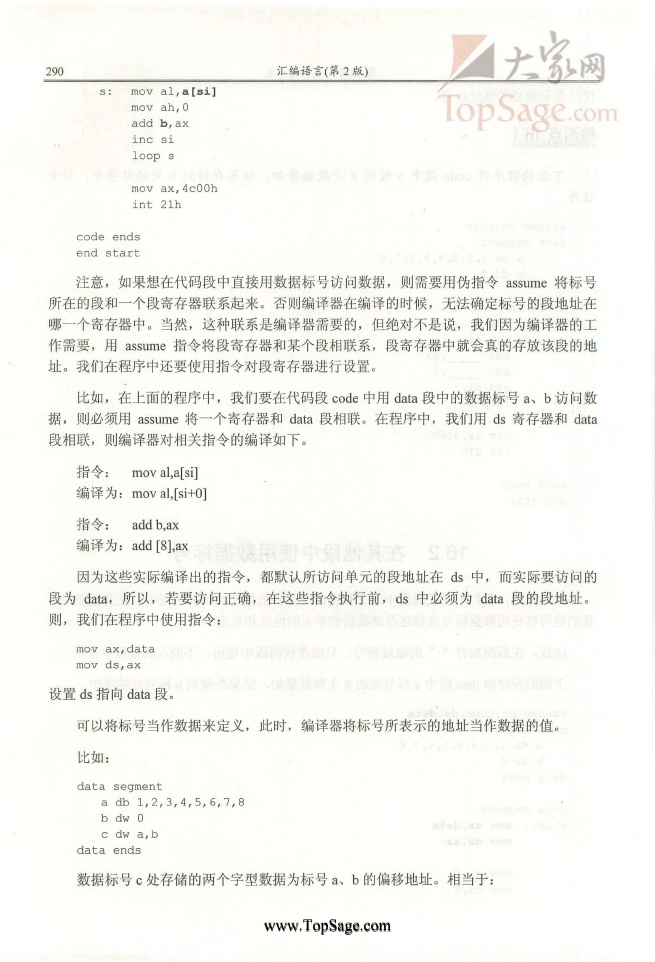 290
汇编语言(第 2 版)
大家网
TopSage.com
s: mov al,a[si]
mov ah,0
add b,ax
inc si
loop s
mov ax,4c00h
int 21h
code ends
end start
注意，如果想在代码段中直接用数据标号访问数据，则需要用伪指令 assume 将标号
所在的段和一个段寄存器联系起来。否则编译器在编译的时候，无法确定标号的段地址在
哪一个寄存器中。当然，这种联系是编译器需要的，但绝对不是说，我们因为编译器的工
作需要，用 assume 指令将段寄存器和某个段相联系，段寄存器中就会真的存放该段的地
址。我们在程序中还要使用指令对段寄存器进行设置。
比如，在上面的程序中，我们要在代码段 code 中用 data 段中的数据标号 a、b 访问数
据，则必须用 assume 将一个寄存器和 data 段相联。在程序中，我们用 ds 寄存器和 data
段相联，则编译器对相关指令的编译如下。
指令： mov al,a[si]
编译为：mov al,[si+0]
指令： add b,ax
编译为：add [8],ax
因为这些实际编译出的指令，都默认所访问单元的段地址在 ds 中，而实际要访问的
段为 data，所以，若要访问正确，在这些指令执行前，ds 中必须为 data 段的段地址。
则，我们在程序中使用指令：
mov ax,data
mov ds,ax
设置 ds 指向 data 段。
可以将标号当作数据来定义，此时，编译器将标号所表示的地址当作数据的值。
比如：
data segment
a db 1,2,3,4,5,6,7,8
b dw 0
c dw a,b
data ends
数据标号 c 处存储的两个字型数据为标号 a、b 的偏移地址。相当于：
www.TopSage.com